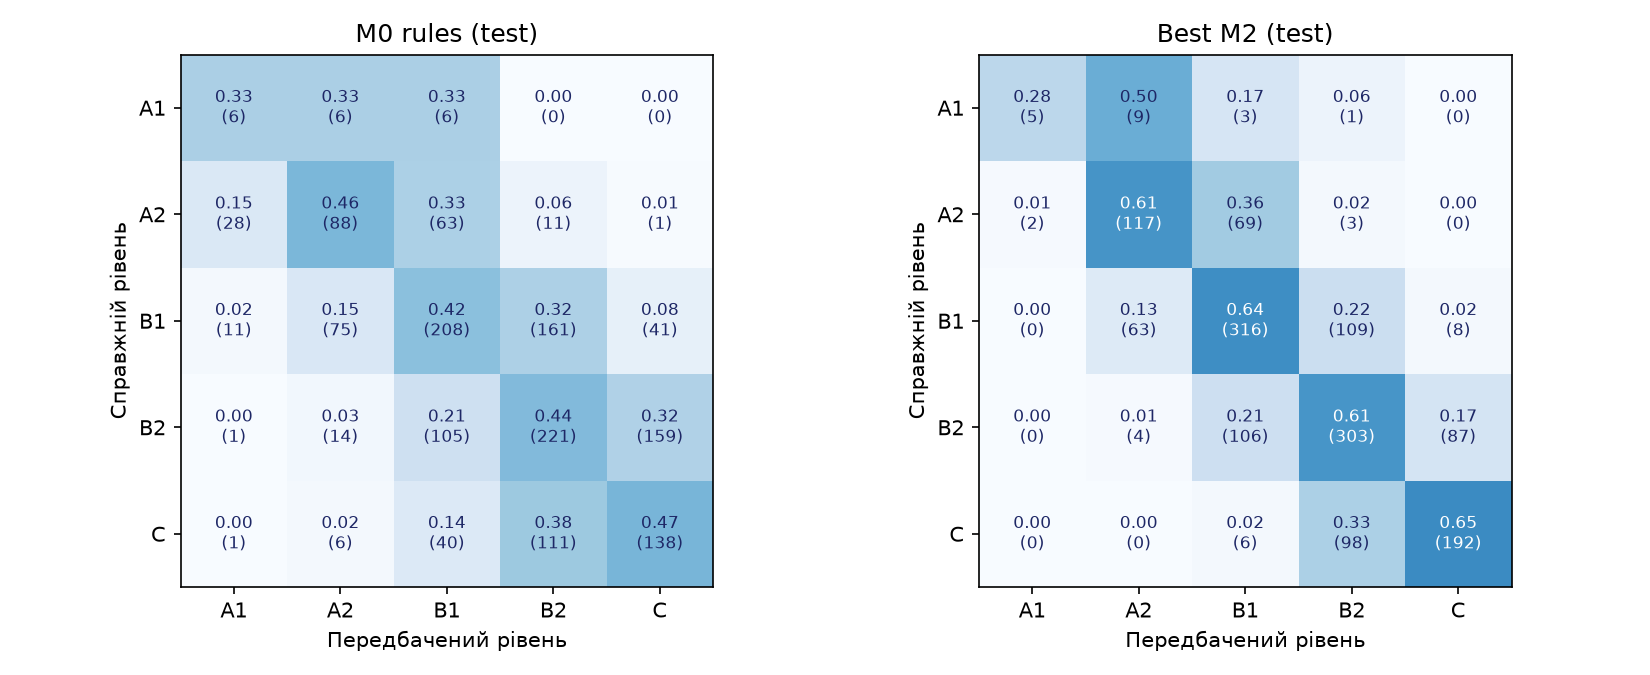 M0 rules (test)
Справжній рівень
A1
0.33 0.33 0.33 0.00 0.00
(6) (6) (6) (0) (0)
A2
0.15 0.46 0.33 0.06 0.01
(28) (88) (63) (11) (1)
B1
0.02 0.15 0.42 0.32 0.08
(11) (75) (208) (161) (41)
B2
0.00 0.03 0.21 0.44 0.32
(1) (14) (105) (221) (159)
C
0.00 0.02 0.14 0.38 0.47
(1) (6) (40) (111) (138)
A1 A2 B1 B2 C
Передбачений рівень
Best M2 (test)
Справжній рівень
A1
0.28 0.50 0.17 0.06 0.00
(5) (9) (3) (1) (0)
A2
0.01 0.61 0.36 0.02 0.00
(2) (117) (69) (3) (0)
B1
0.00 0.13 0.64 0.22 0.02
(0) (63) (316) (109) (8)
B2
0.00 0.01 0.21 0.61 0.17
(0) (4) (106) (303) (87)
C
0.00 0.00 0.02 0.33 0.65
(0) (0) (6) (98) (192)
A1 A2 B1 B2 C
Передбачений рівень